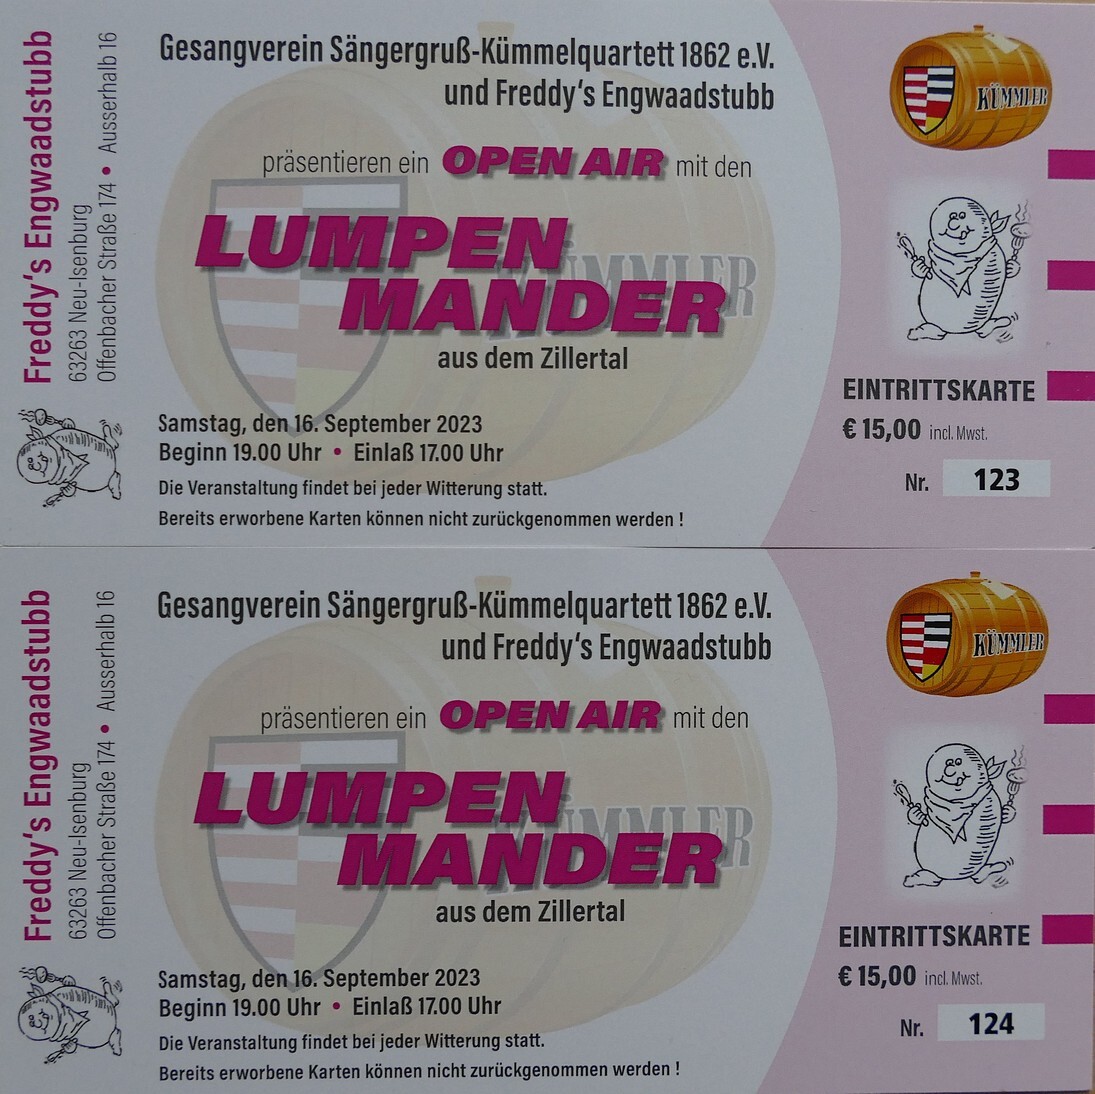 Freddy's Engwaadstubb
63263 Neu-Isenburg
Offenbacher Straße 174 • Ausserhalb 16
Gesangverein Sängergruß-Kümmelquartett 1862 e.V.
und Freddy's Engwaadstubb
präsentieren ein OPEN AIR mit den
LUMPEN
MANDER
KÜMMLER
aus dem Zillertal
Samstag, den 16. September 2023
Beginn 19.00 Uhr • Einlaß 17.00 Uhr
Die Veranstaltung findet bei jeder Witterung statt.
Bereits erworbene Karten können nicht zurückgenommen werden !
KÜMMLER
EINTRITTSKARTE
€ 15,00 incl. Mwst.
Nr. 123
Freddy's Engwaadstubb
63263 Neu-Isenburg
Offenbacher Straße 174 • Ausserhalb 16
Gesangverein Sängergruß-Kümmelquartett 1862 e.V.
und Freddy's Engwaadstubb
präsentieren ein OPEN AIR mit den
LUMPEN
MANDER
KÜMMLER
aus dem Zillertal
Samstag, den 16. September 2023
Beginn 19.00 Uhr • Einlaß 17.00 Uhr
Die Veranstaltung findet bei jeder Witterung statt.
Bereits erworbene Karten können nicht zurückgenommen werden !
KÜMMLER
EINTRITTSKARTE
€ 15,00 incl. Mwst.
Nr. 124